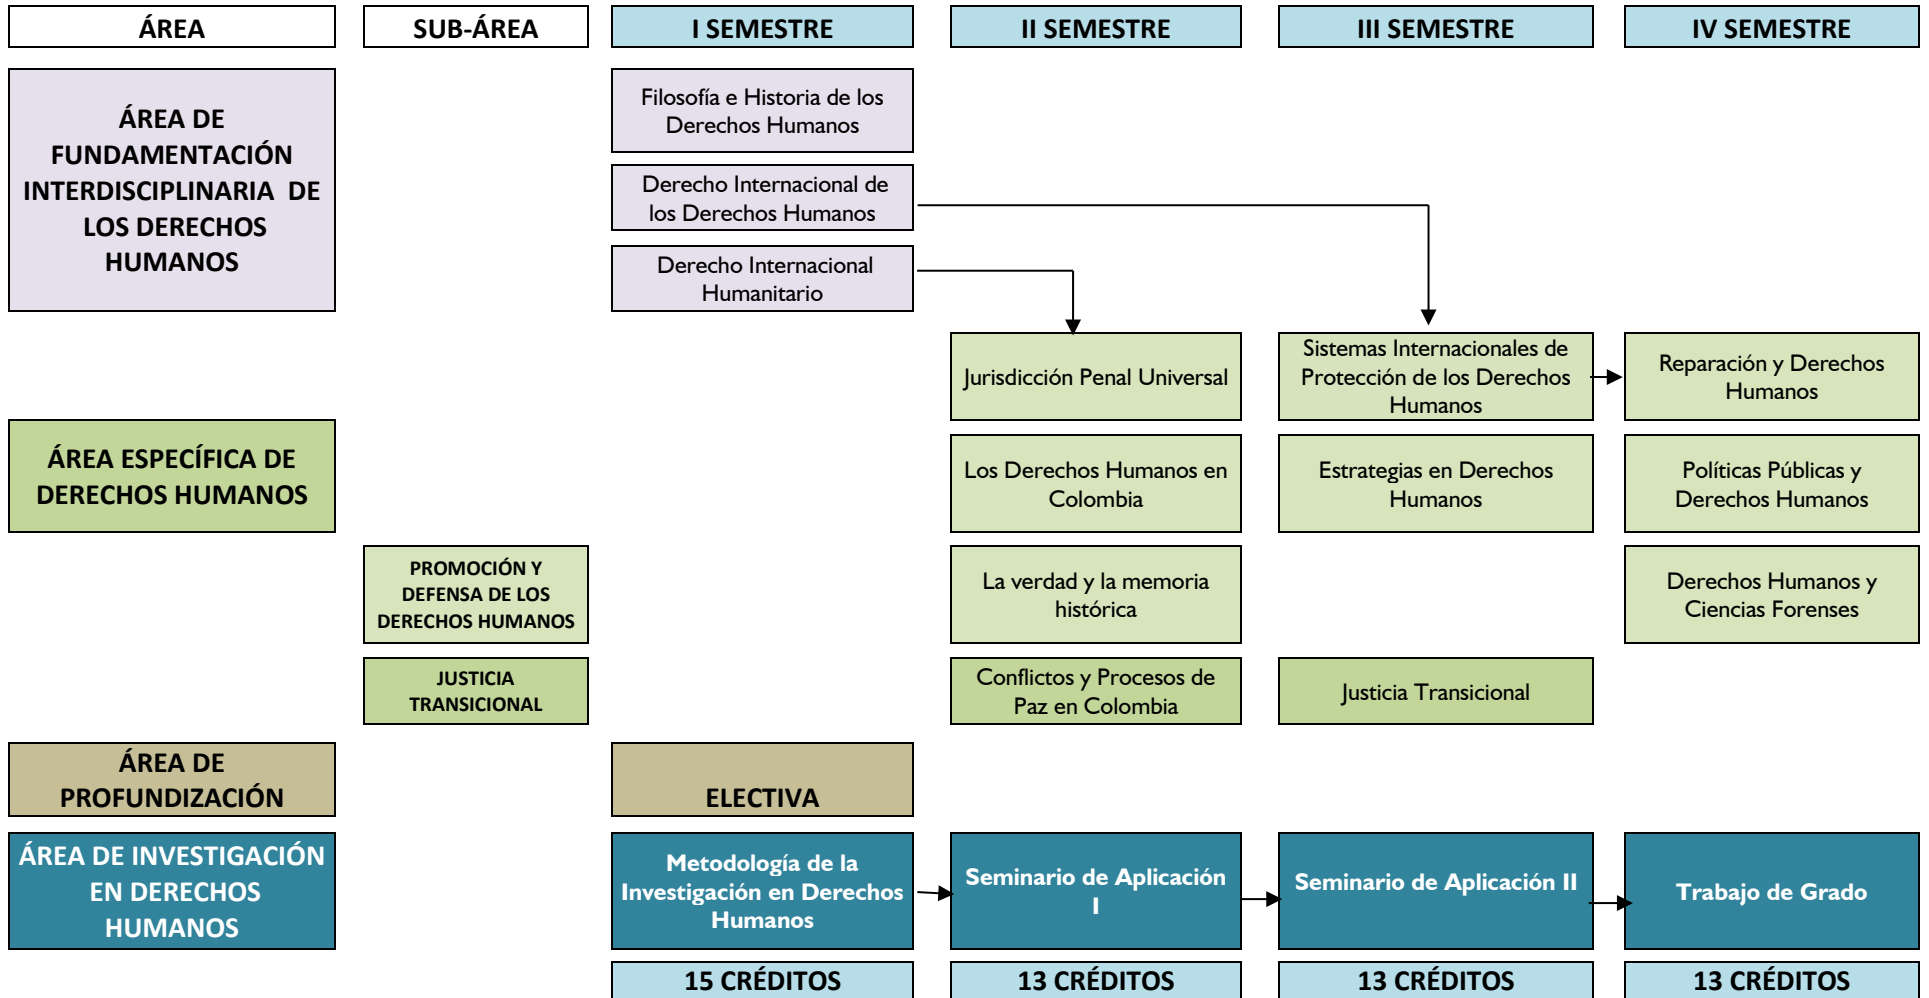 ÁREA
SUB-ÁREA
I SEMESTRE
II SEMESTRE
III SEMESTRE
IV SEMESTRE
ÁREA DE
FUNDAMENTACIÓN
INTERDISCIPLINARIA DE
LOS DERECHOS
HUMANOS
Filosofía e Historia de los
Derechos Humanos
Derecho Internacional de
los Derechos Humanos
Derecho Internacional
Humanitario
Jurisdicción Penal Universal
Sistemas Internacionales de
Protección de los Derechos
Humanos
Reparación y Derechos
Humanos
ÁREA ESPECÍFICA DE
DERECHOS HUMANOS
Los Derechos Humanos en
Colombia
Estrategias en Derechos
Humanos
Políticas Públicas y
Derechos Humanos
PROMOCIÓN Y
DEFENSA DE LOS
DERECHOS HUMANOS
La verdad y la memoria
histórica
Derechos Humanos y
Ciencias Forenses
JUSTICIA
TRANSICIONAL
Conflictos y Procesos de
Paz en Colombia
Justicia Transicional
ÁREA DE
PROFUNDIZACIÓN
ELECTIVA
ÁREA DE INVESTIGACIÓN
EN DERECHOS
HUMANOS
Metodología de la
Investigación en Derechos
Humanos
Seminario de Aplicación
I
Seminario de Aplicación II
Trabajo de Grado
15 CRÉDITOS
13 CRÉDITOS
13 CRÉDITOS
13 CRÉDITOS